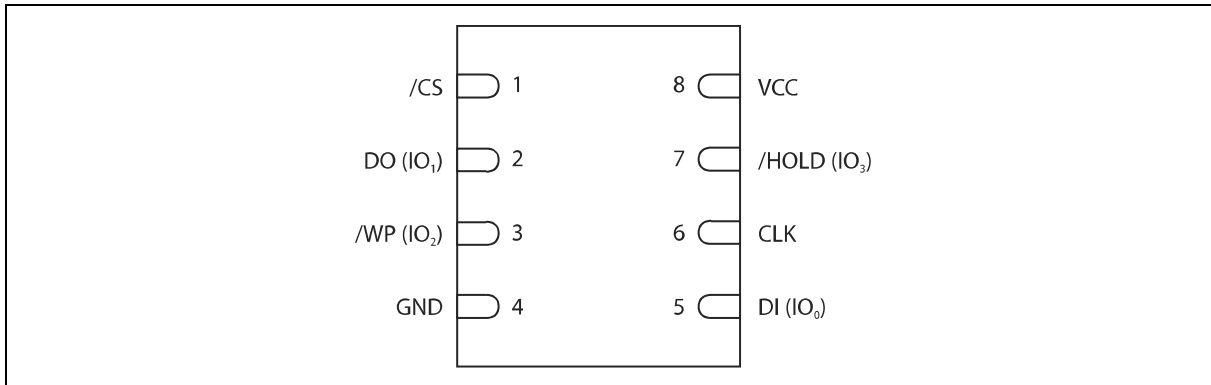 /CS 1 8 VCC
DO (IO₁) 2 7 /HOLD (IO₃)
/WP (IO₂) 3 6 CLK
GND 4 5 DI (IO₀)